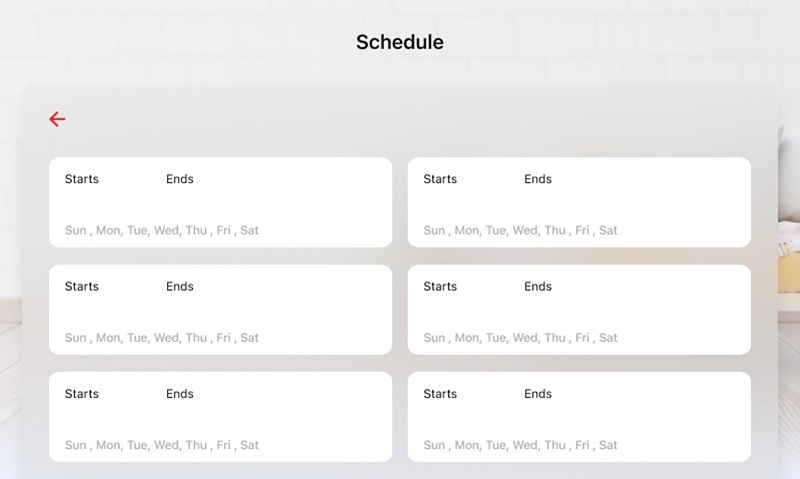 Schedule
Starts Ends
Sun , Mon, Tue, Wed, Thu , Fri , Sat
Starts Ends
Sun , Mon, Tue, Wed, Thu , Fri , Sat
Starts Ends
Sun , Mon, Tue, Wed, Thu , Fri , Sat
Starts Ends
Sun , Mon, Tue, Wed, Thu , Fri , Sat
Starts Ends
Sun , Mon, Tue, Wed, Thu , Fri , Sat
Starts Ends
Sun , Mon, Tue, Wed, Thu , Fri , Sat